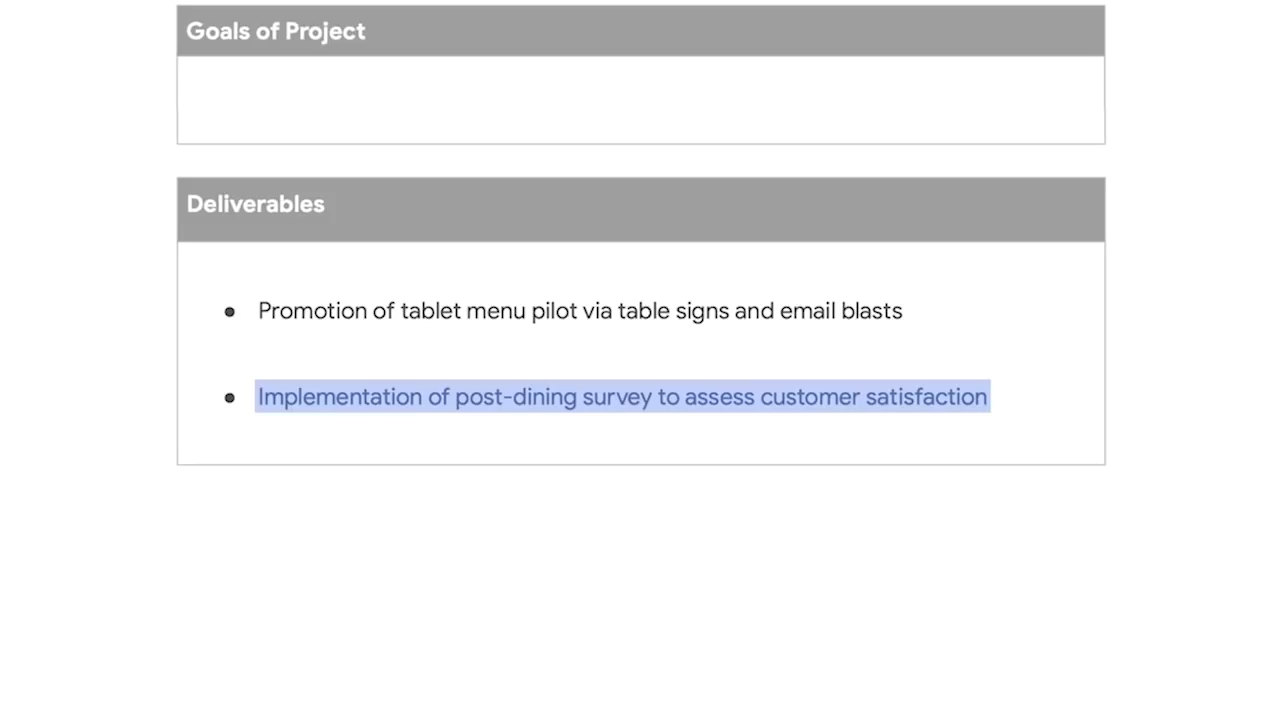 Goals of Project
Deliverables
● Promotion of tablet menu pilot via table signs and email blasts
● Implementation of post-dining survey to assess customer satisfaction